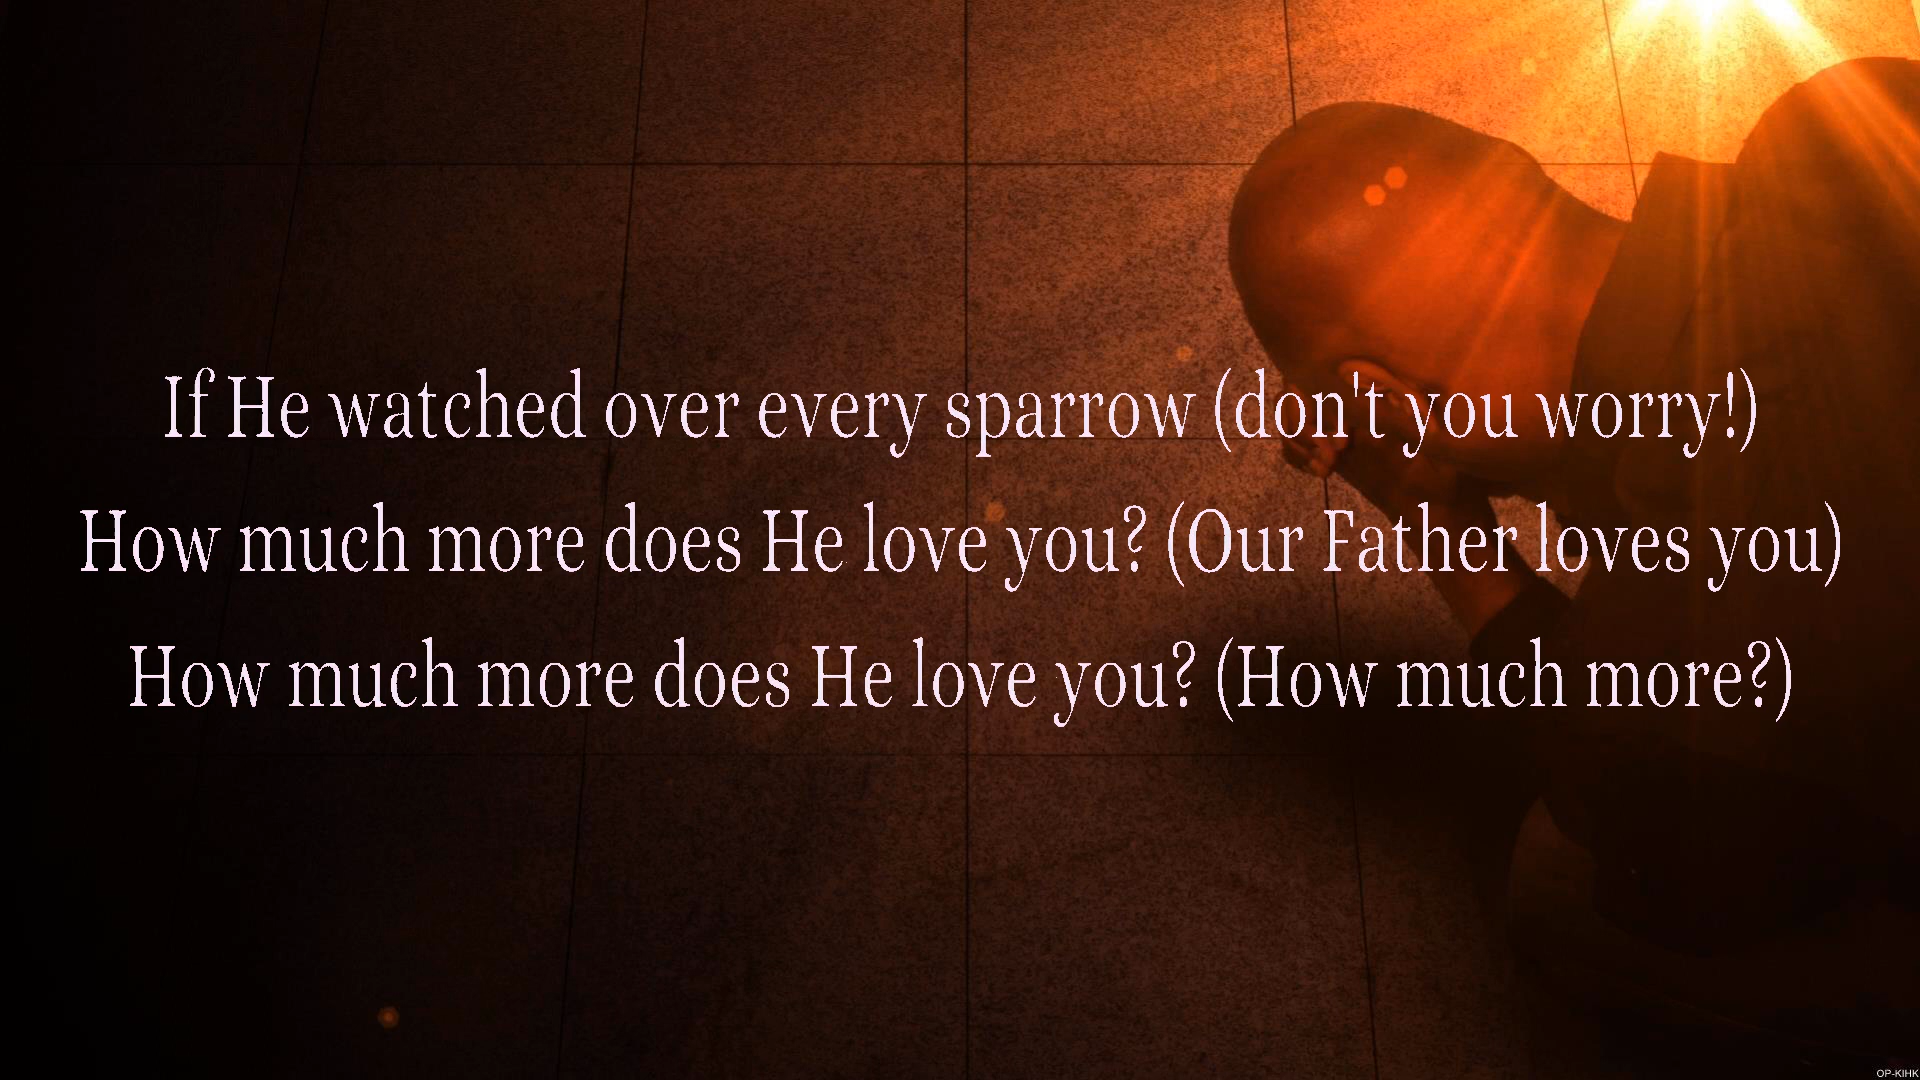 If He watched over every sparrow (don't you worry!)
How much more does He love you? (Our Father loves you)
How much more does He love you? (How much more?)
OP-KIHK